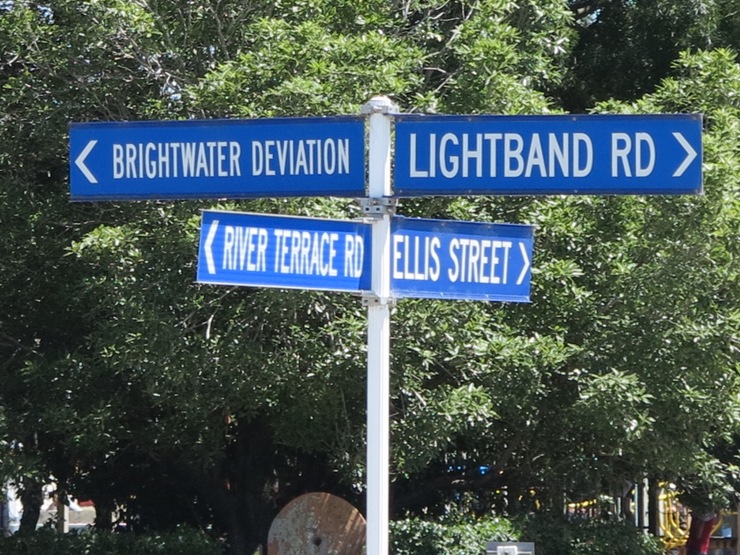 < BRIGHTWATER DEVIATION
LIGHTBAND RD >
< RIVER TERRACE RD
ELLIS STREET >